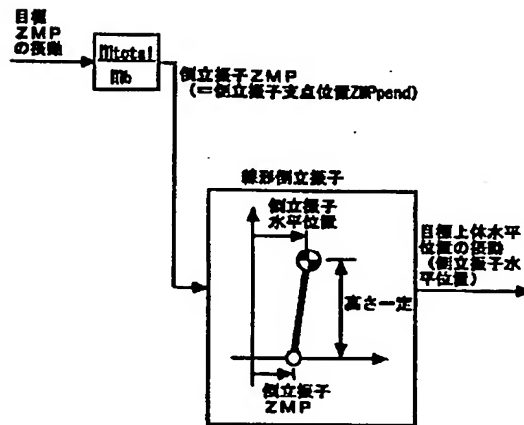 目標
ZMP
の摂動
mtotal
mb
倒立振子ZMP
(=倒立振子支点位置ZMPpend)
線形倒立振子
倒立振子
水平位置
高さ一定
倒立振子
ZMP
目標上体水平
位置の摂動
(倒立振子水
平位置)